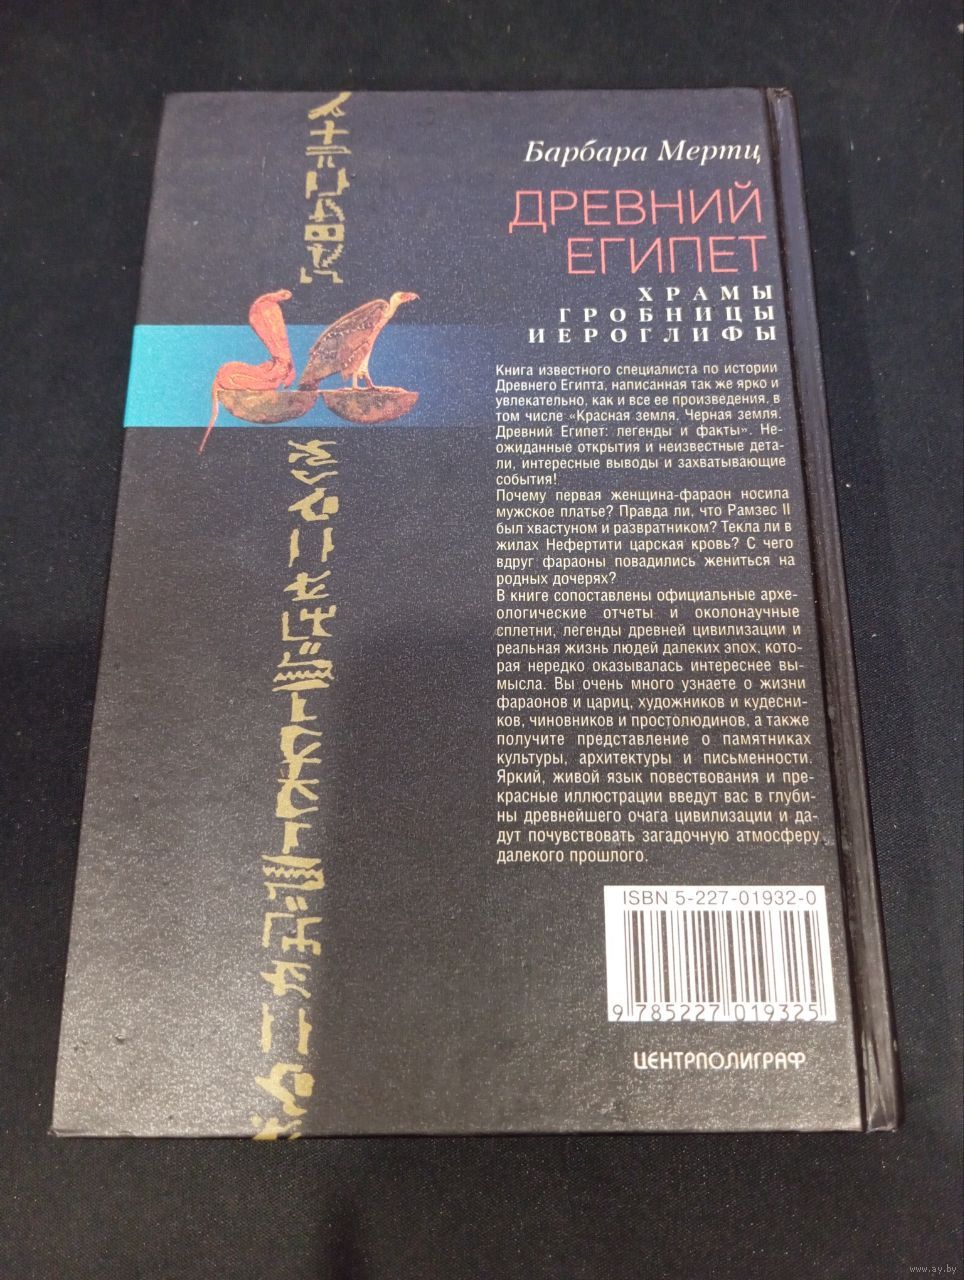 Барбара Мертц
ДРЕВНИЙ
ЕГИПЕТ
ХРАМЫ
ГРОБНИЦЫ
ИЕРОГЛИФЫ
Книга известного специалиста по истории
Древнего Египта, написанная так же ярко и
увлекательно, как и все ее произведения, в
том числе «Красная земля, Черная земля.
Древний Египет: легенды и факты». Не-
ожиданные открытия и неизвестные дета-
ли, интересные выводы и захватывающие
события!
Почему первая женщина-фараон носила
мужское платье? Правда ли, что Рамзес II
был хвастуном и развратником? Текла ли в
жилах Нефертити царская кровь? С чего
вдруг фараоны повадились жениться на
родных дочерях?
В книге сопоставлены официальные архе-
ологические отчеты и околонаучные
сплетни, легенды древней цивилизации и
реальная жизнь людей далеких эпох, кото-
рая нередко оказывалась интереснее вы-
мысла. Вы очень много узнаете о жизни
фараонов и цариц, художников и кудесни-
ков, чиновников и простолюдинов, а также
получите представление о памятниках
культуры, архитектуры и письменности.
Яркий, живой язык повествования и пре-
красные иллюстрации введут вас в глуби-
ны древнейшего очага цивилизации и да-
дут почувствовать загадочную атмосферу
далекого прошлого.
ISBN 5-227-01932-0
9 785227 019325
ЦЕНТРПОЛИГРАФ
www.ay.by